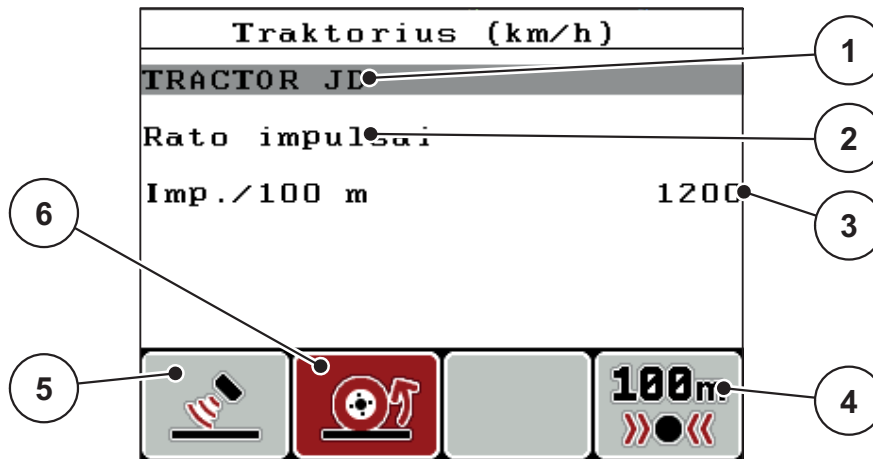 Traktorius (km/h)
TRACTOR JD
Rato impulsai
Imp./100 m 1200
100m
1
2
3
4
5
6